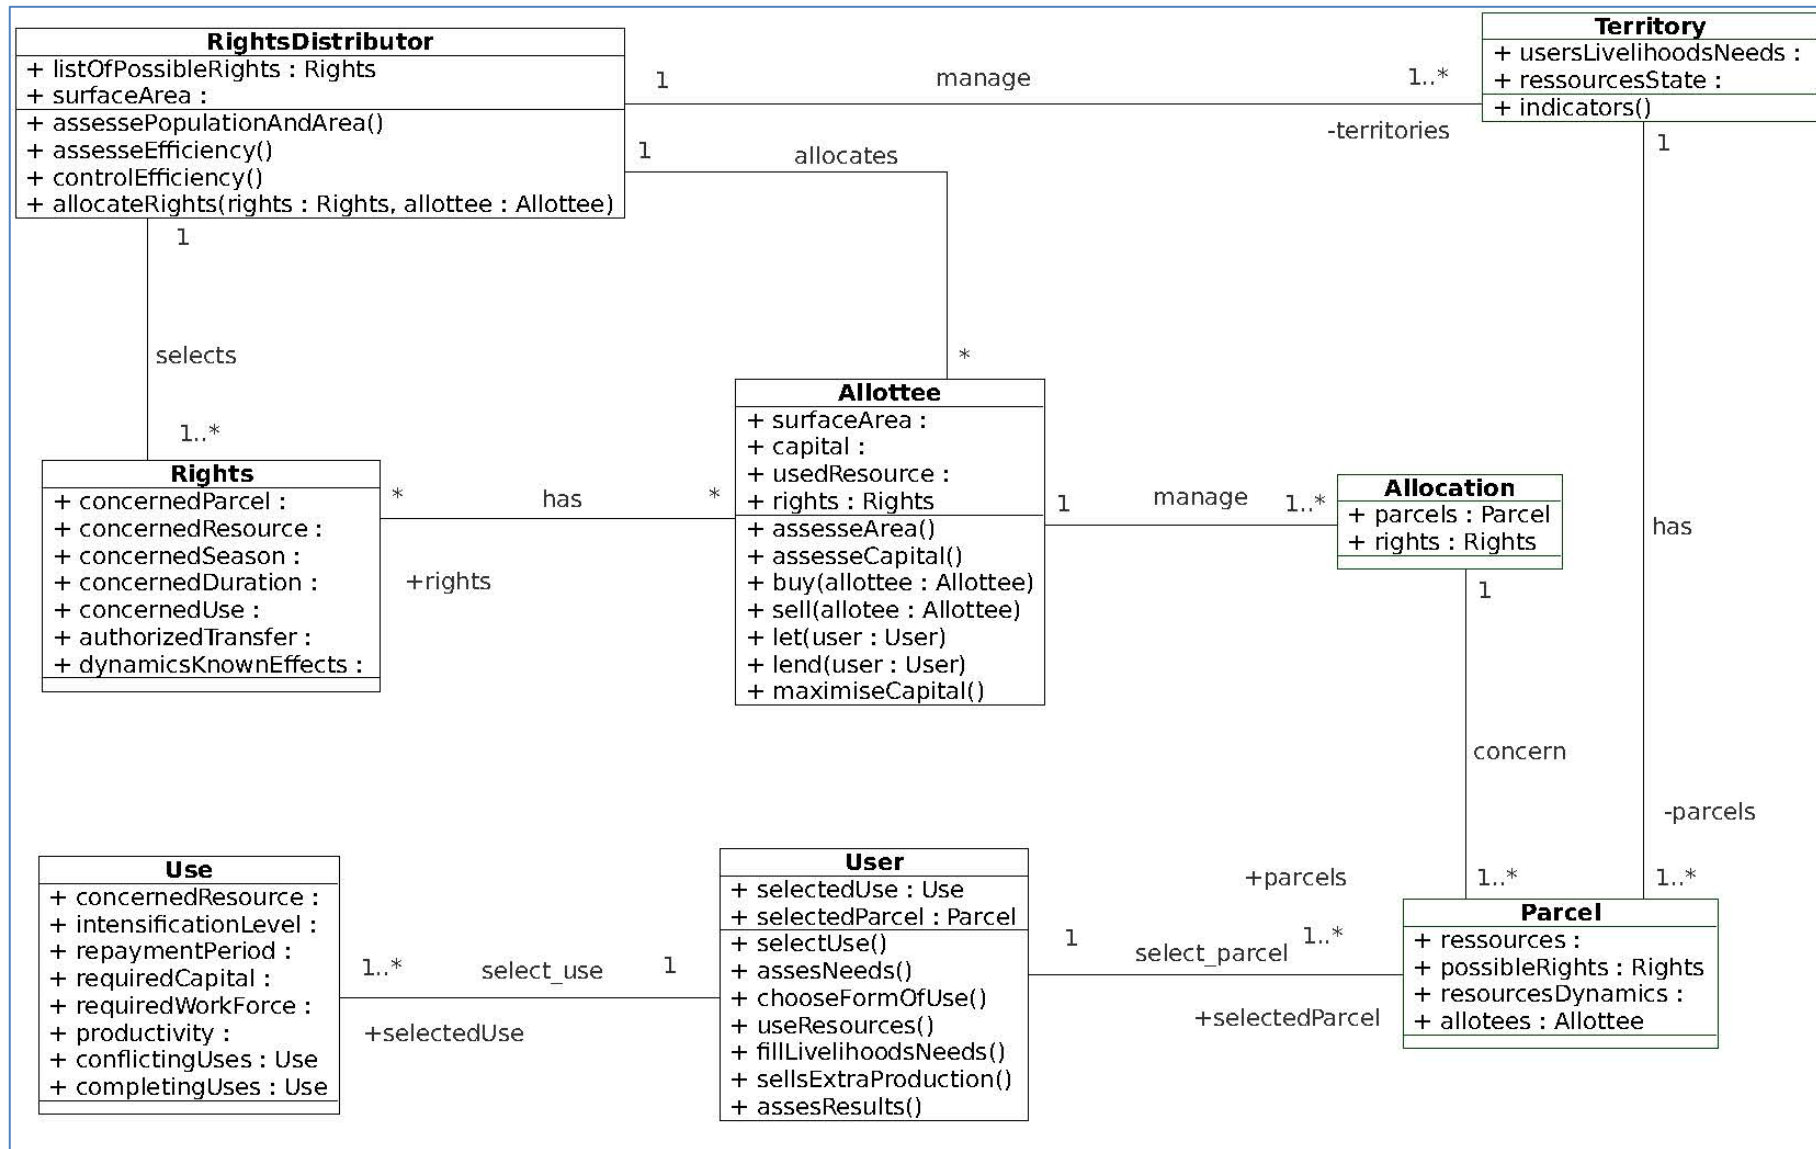 RightsDistributor
+ listOfPossibleRights : Rights
+ surfaceArea :
+ assessePopulationAndArea()
+ assesseEfficiency()
+ controlEfficiency()
+ allocateRights(rights : Rights, allottee : Allottee)
1
manage
1..*
-territories
Territory
+ usersLivelihoodsNeeds :
+ ressourcesState :
+ indicators()
1
allocates
*
1
selects
1..*
1
has
-parcels
1..*
Rights
+ concernedParcel :
+ concernedResource :
+ concernedSeason :
+ concernedDuration :
+ concernedUse :
+ authorizedTransfer :
+ dynamicsKnownEffects :
*
has
*
+rights
Allottee
+ surfaceArea :
+ capital :
+ usedResource :
+ rights : Rights
+ assesseArea()
+ assesseCapital()
+ buy(allottee : Allottee)
+ sell(allotee : Allottee)
+ let(user : User)
+ lend(user : User)
+ maximiseCapital()
1
manage
1..*
Allocation
+ parcels : Parcel
+ rights : Rights
1
concern
+parcels
1..*
Use
+ concernedResource :
+ intensificationLevel :
+ repaymentPeriod :
+ requiredCapital :
+ requiredWorkForce :
+ productivity :
+ conflictingUses : Use
+ completingUses : Use
1..*
select_use
1
+selectedUse
User
+ selectedUse : Use
+ selectedParcel : Parcel
+ selectUse()
+ assesNeeds()
+ chooseFormOfUse()
+ useResources()
+ fillLivelihoodsNeeds()
+ sellsExtraProduction()
+ assesResults()
1
select_parcel
1..*
+selectedParcel
Parcel
+ ressources :
+ possibleRights : Rights
+ resourcesDynamics :
+ allotees : Allottee